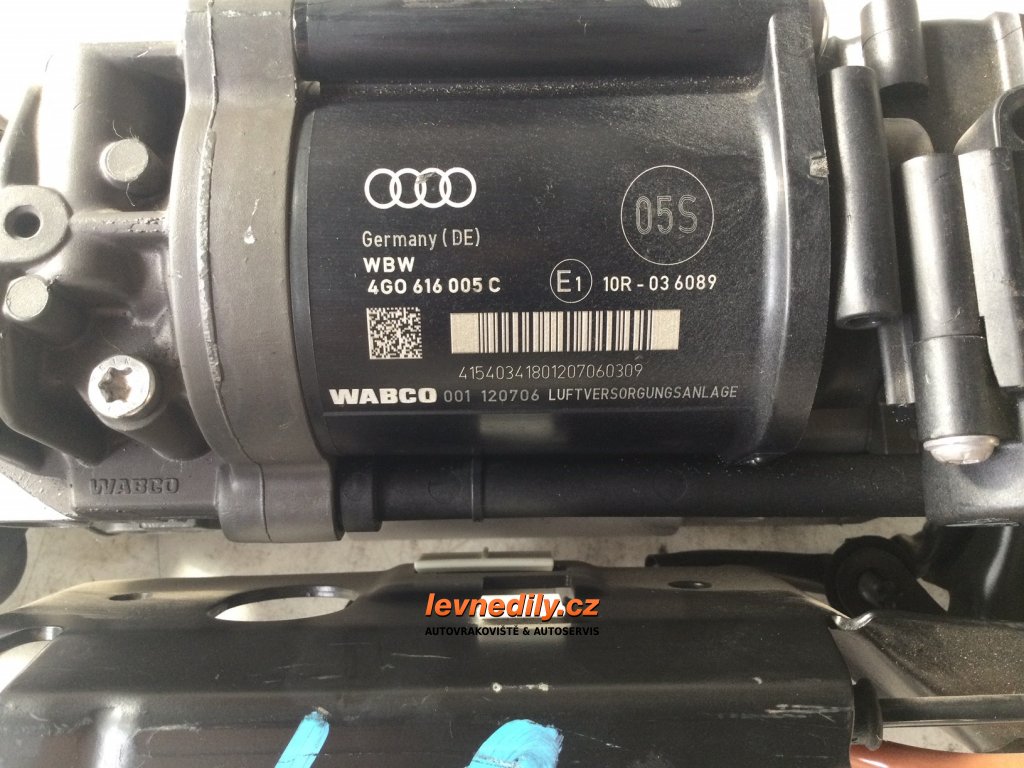 05S
Germany (DE)
WBW
4G0 616 005 C
E1 10R - 03 6089
41540341801207060309
WABCO 001 120706 LUFTVERSORGUNGSANLAGE
WABCO
levnedily.cz
AUTOVRAKOVIŠTĚ & AUTOSERVIS